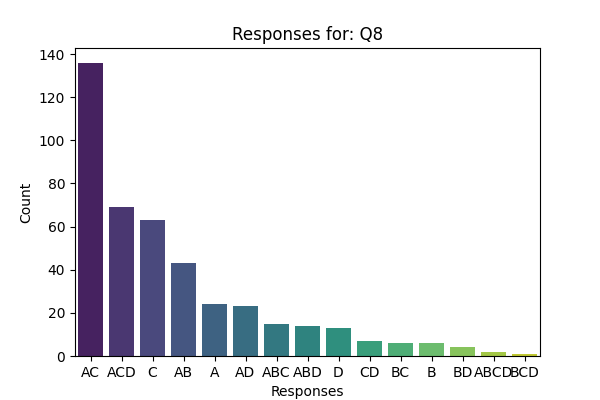 Responses for: Q8
140
120
100
80
60
40
20
0
Count
AC ACD C AB A AD ABC ABD D CD BC B BD ABCD BCD
Responses